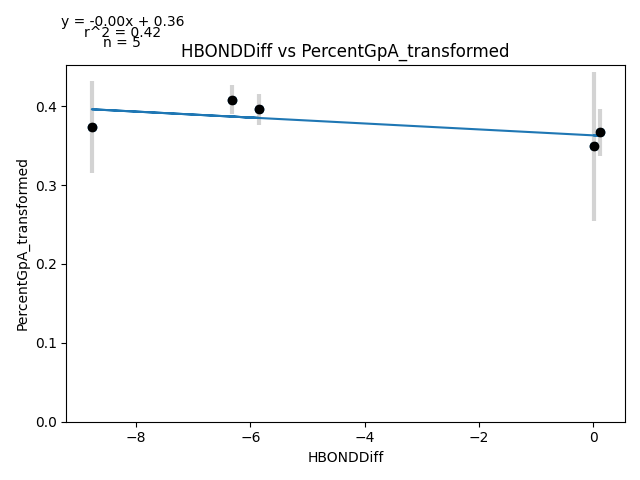 y = -0.00x + 0.36
r^2 = 0.42
n = 5
HBONDDiff vs PercentGpA_transformed
PercentGpA_transformed
0.4
0.3
0.2
0.1
0.0
−8
−6
−4
−2
0
HBONDDiff